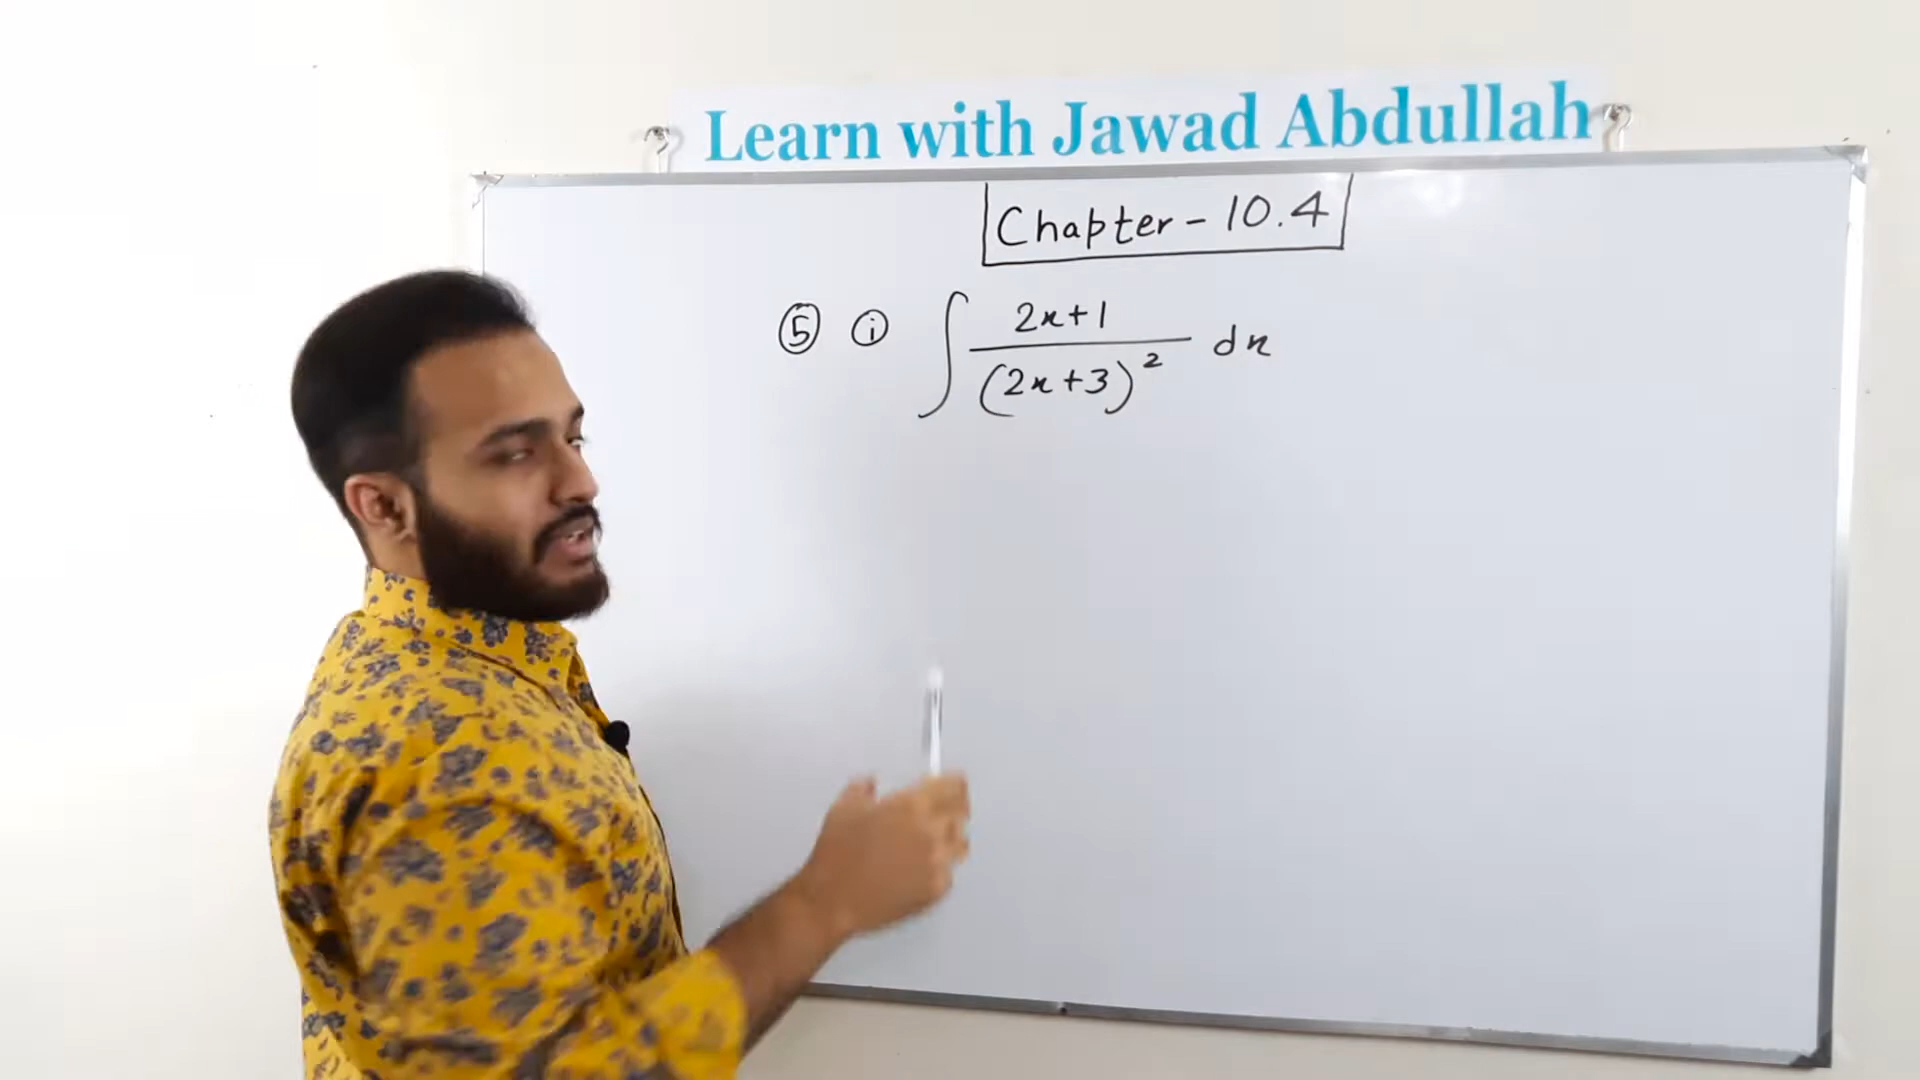 Learn with Jawad Abdullah
Chapter - 10.4
⑤ ⓘ ∫ (2x+1)/(2x+3)² dx